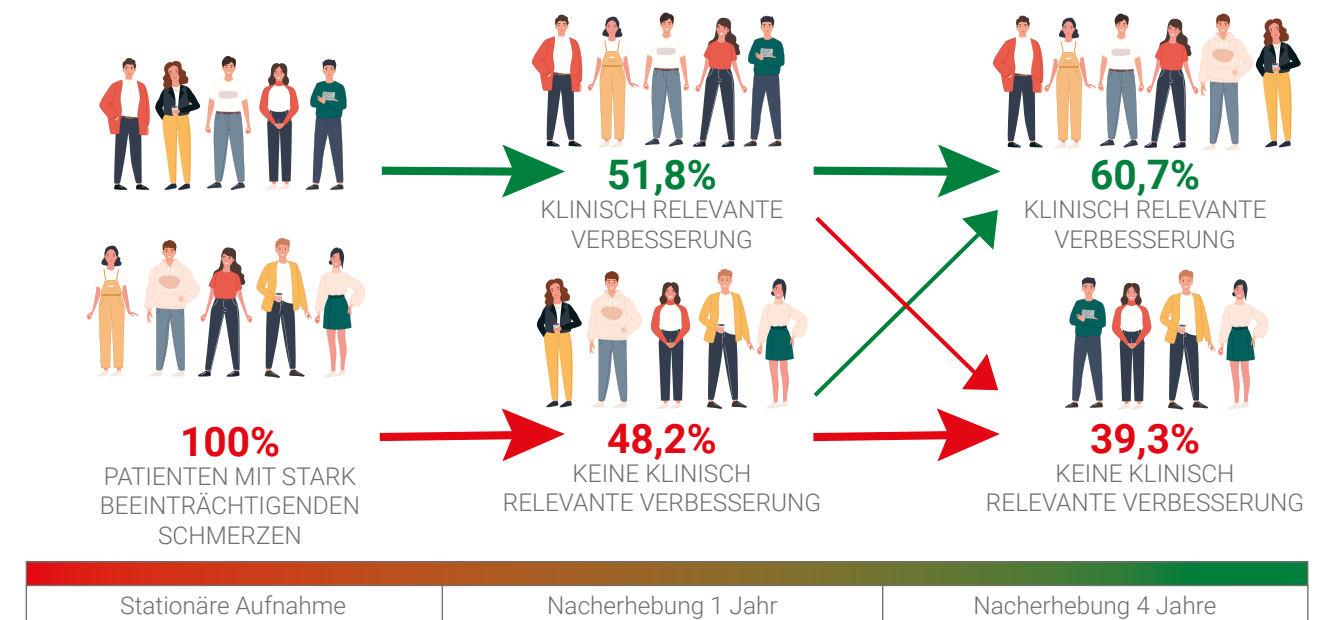 51,8%
KLINISCH RELEVANTE
VERBESSERUNG
60,7%
KLINISCH RELEVANTE
VERBESSERUNG
100%
PATIENTEN MIT STARK
BEEINTRÄCHTIGENDEN
SCHMERZEN
48,2%
KEINE KLINISCH
RELEVANTE VERBESSERUNG
39,3%
KEINE KLINISCH
RELEVANTE VERBESSERUNG
Stationäre Aufnahme
Nacherhebung 1 Jahr
Nacherhebung 4 Jahre